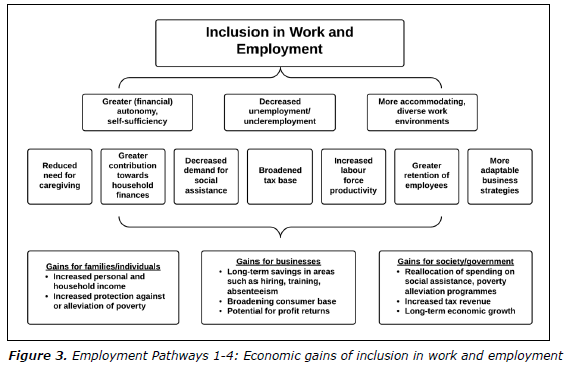 Inclusion in Work and
Employment
Greater (financial)
autonomy,
self-sufficiency
Decreased
unemployment/
underemployment
More accommodating,
diverse work
environments
Reduced
need for
caregiving
Greater
contribution
towards
household
finances
Decreased
demand for
social
assistance
Broadened
tax base
Increased
labour
force
productivity
Greater
retention of
employees
More
adaptable
business
strategies
Gains for families/individuals
• Increased personal and
household income
• Increased protection against
or alleviation of poverty
Gains for businesses
• Long-term savings in areas
such as hiring, training,
absenteeism
• Broadening consumer base
• Potential for profit returns
Gains for society/government
• Reallocation of spending on
social assistance, poverty
alleviation programmes
• Increased tax revenue
• Long-term economic growth
Figure 3. Employment Pathways 1-4: Economic gains of inclusion in work and employment